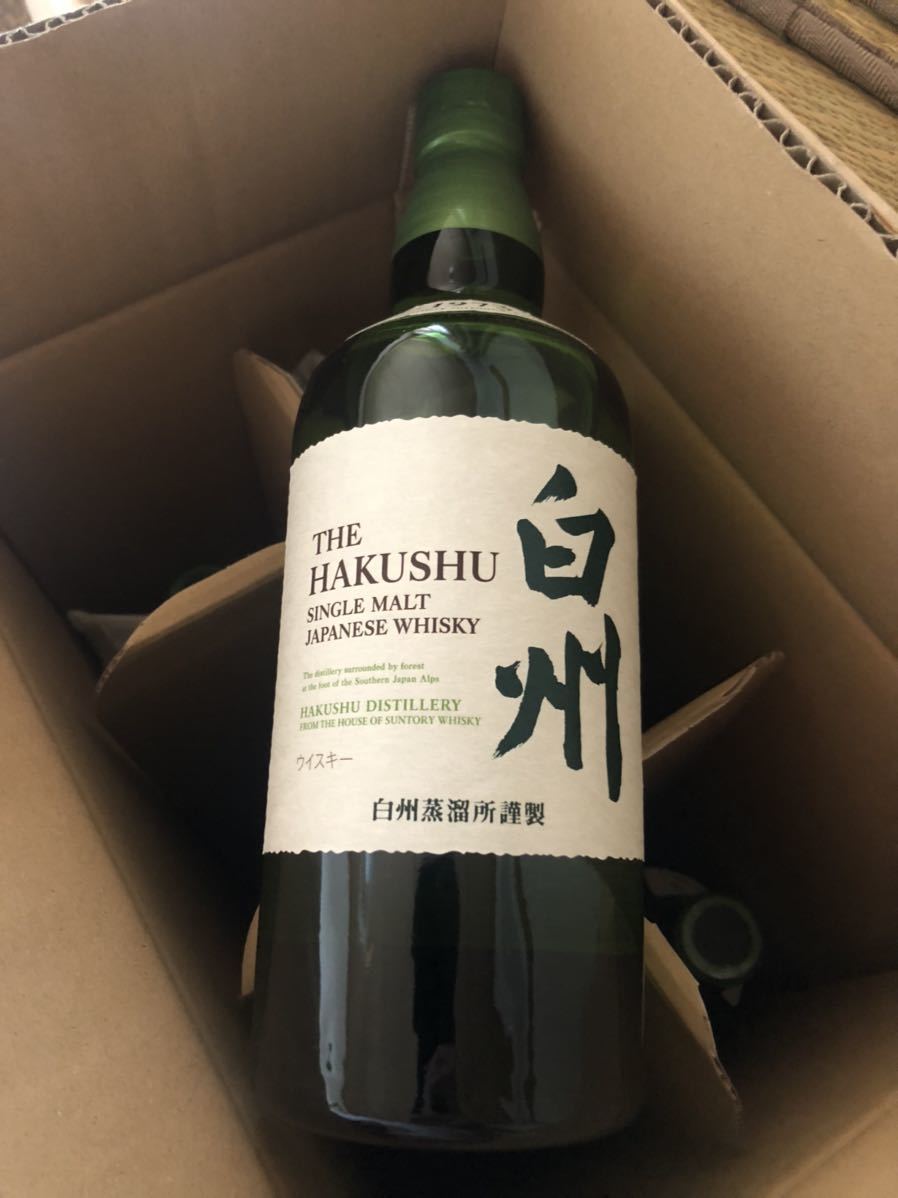 1973
THE
HAKUSHU
SINGLE MALT
JAPANESE WHISKY
The distillery surrounded by forest
at the foot of the Southern Japan Alps
HAKUSHU DISTILLERY
FROM THE HOUSE OF SUNTORY WHISKY
ウイスキー
白州
白州蒸溜所謹製